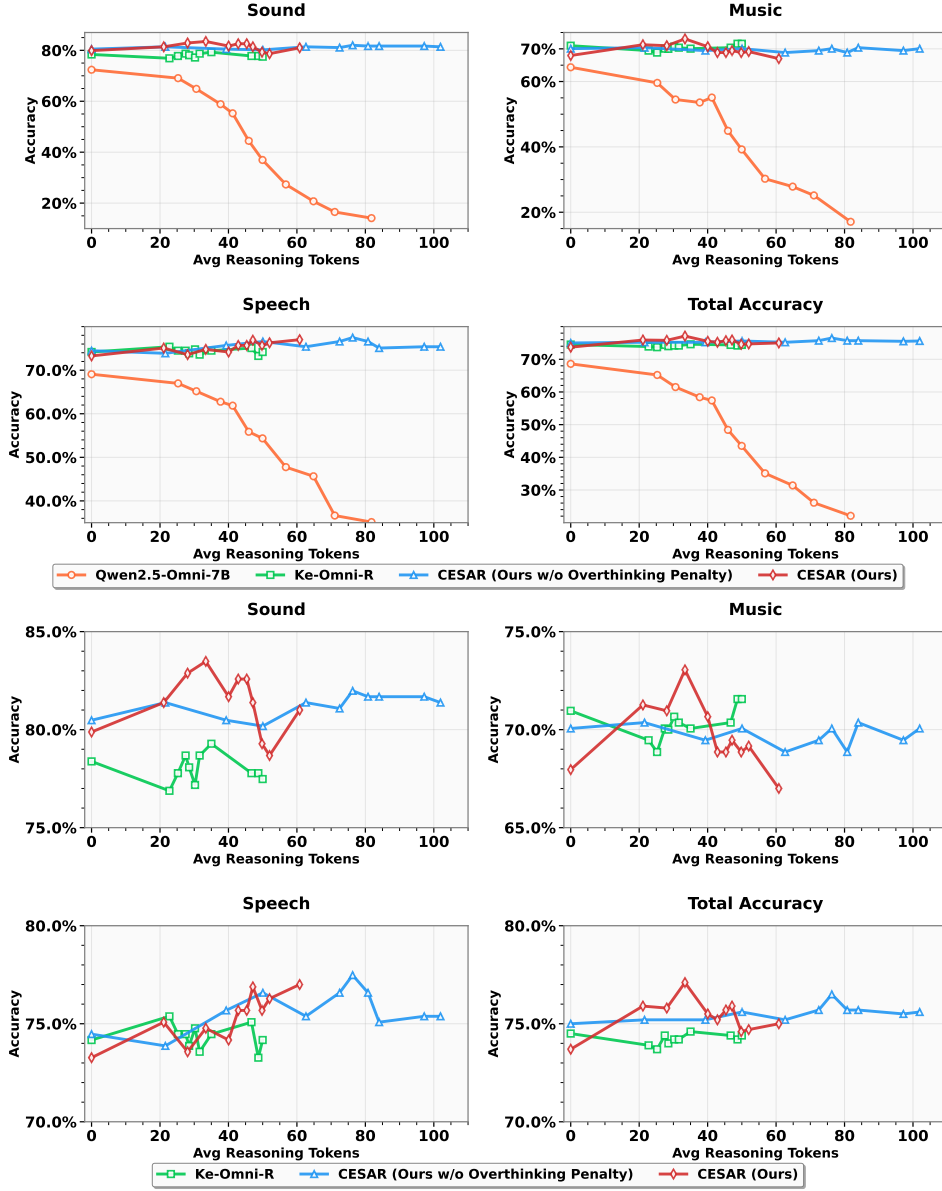 Sound
Music
80%
60%
40%
20%
Accuracy
0 20 40 60 80 100
Avg Reasoning Tokens
70%
60%
40%
20%
Accuracy
0 20 40 60 80 100
Avg Reasoning Tokens
Speech
Total Accuracy
70.0%
60.0%
50.0%
40.0%
Accuracy
0 20 40 60 80 100
Avg Reasoning Tokens
70%
60%
50%
40%
30%
Accuracy
0 20 40 60 80 100
Avg Reasoning Tokens
Qwen2.5-Omni-7B Ke-Omni-R CESAR (Ours w/o Overthinking Penalty) CESAR (Ours)
Sound
Music
85.0%
80.0%
75.0%
Accuracy
0 20 40 60 80 100
Avg Reasoning Tokens
75.0%
70.0%
65.0%
Accuracy
0 20 40 60 80 100
Avg Reasoning Tokens
Speech
Total Accuracy
80.0%
75.0%
70.0%
Accuracy
0 20 40 60 80 100
Avg Reasoning Tokens
80.0%
75.0%
70.0%
Accuracy
0 20 40 60 80 100
Avg Reasoning Tokens
Ke-Omni-R CESAR (Ours w/o Overthinking Penalty) CESAR (Ours)